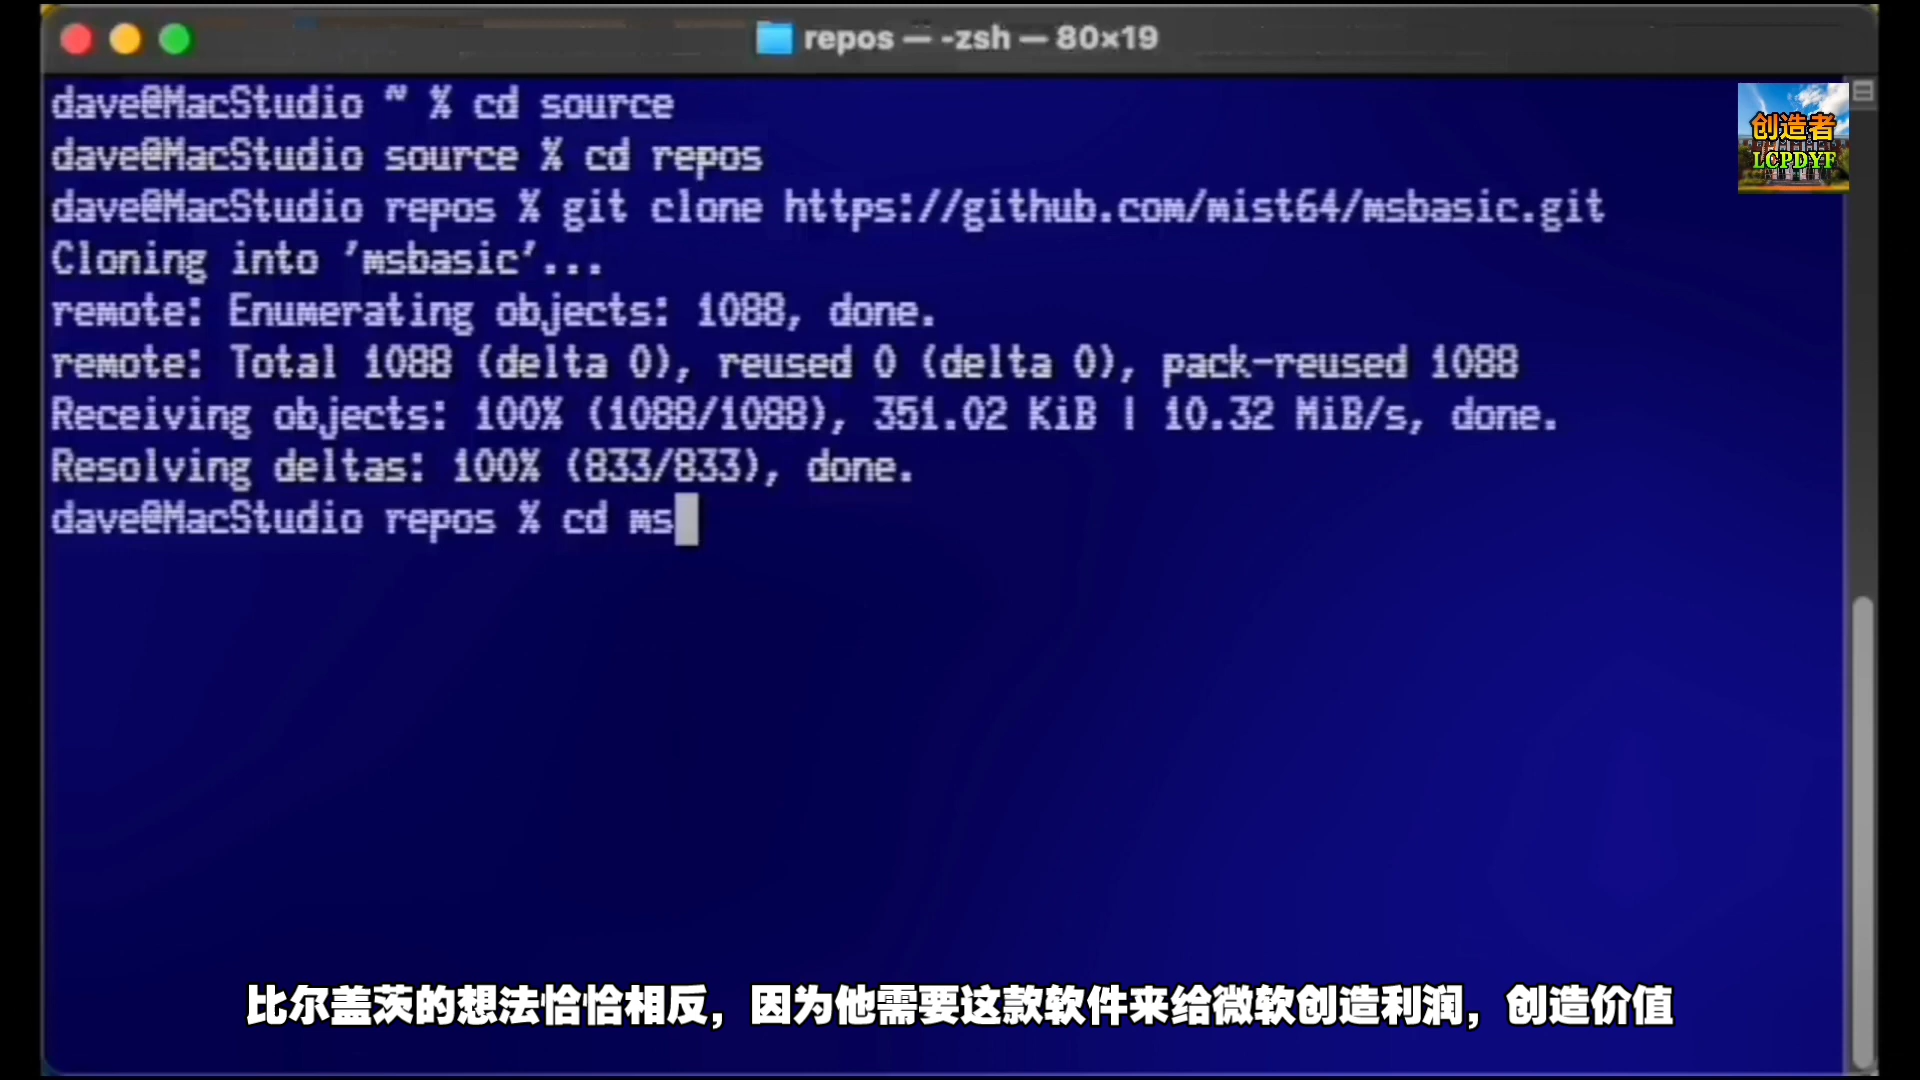 repos — -zsh — 80×19
dave@MacStudio ~ % cd source
dave@MacStudio source % cd repos
dave@MacStudio repos % git clone https://github.com/mist64/msbasic.git
Cloning into 'msbasic'...
remote: Enumerating objects: 1088, done.
remote: Total 1088 (delta 0), reused 0 (delta 0), pack-reused 1088
Receiving objects: 100% (1088/1088), 351.02 KiB | 10.32 MiB/s, done.
Resolving deltas: 100% (833/833), done.
dave@MacStudio repos % cd ms
创造者
LCPDYF
比尔盖茨的想法恰恰相反，因为他需要这款软件来给微软创造利润，创造价值